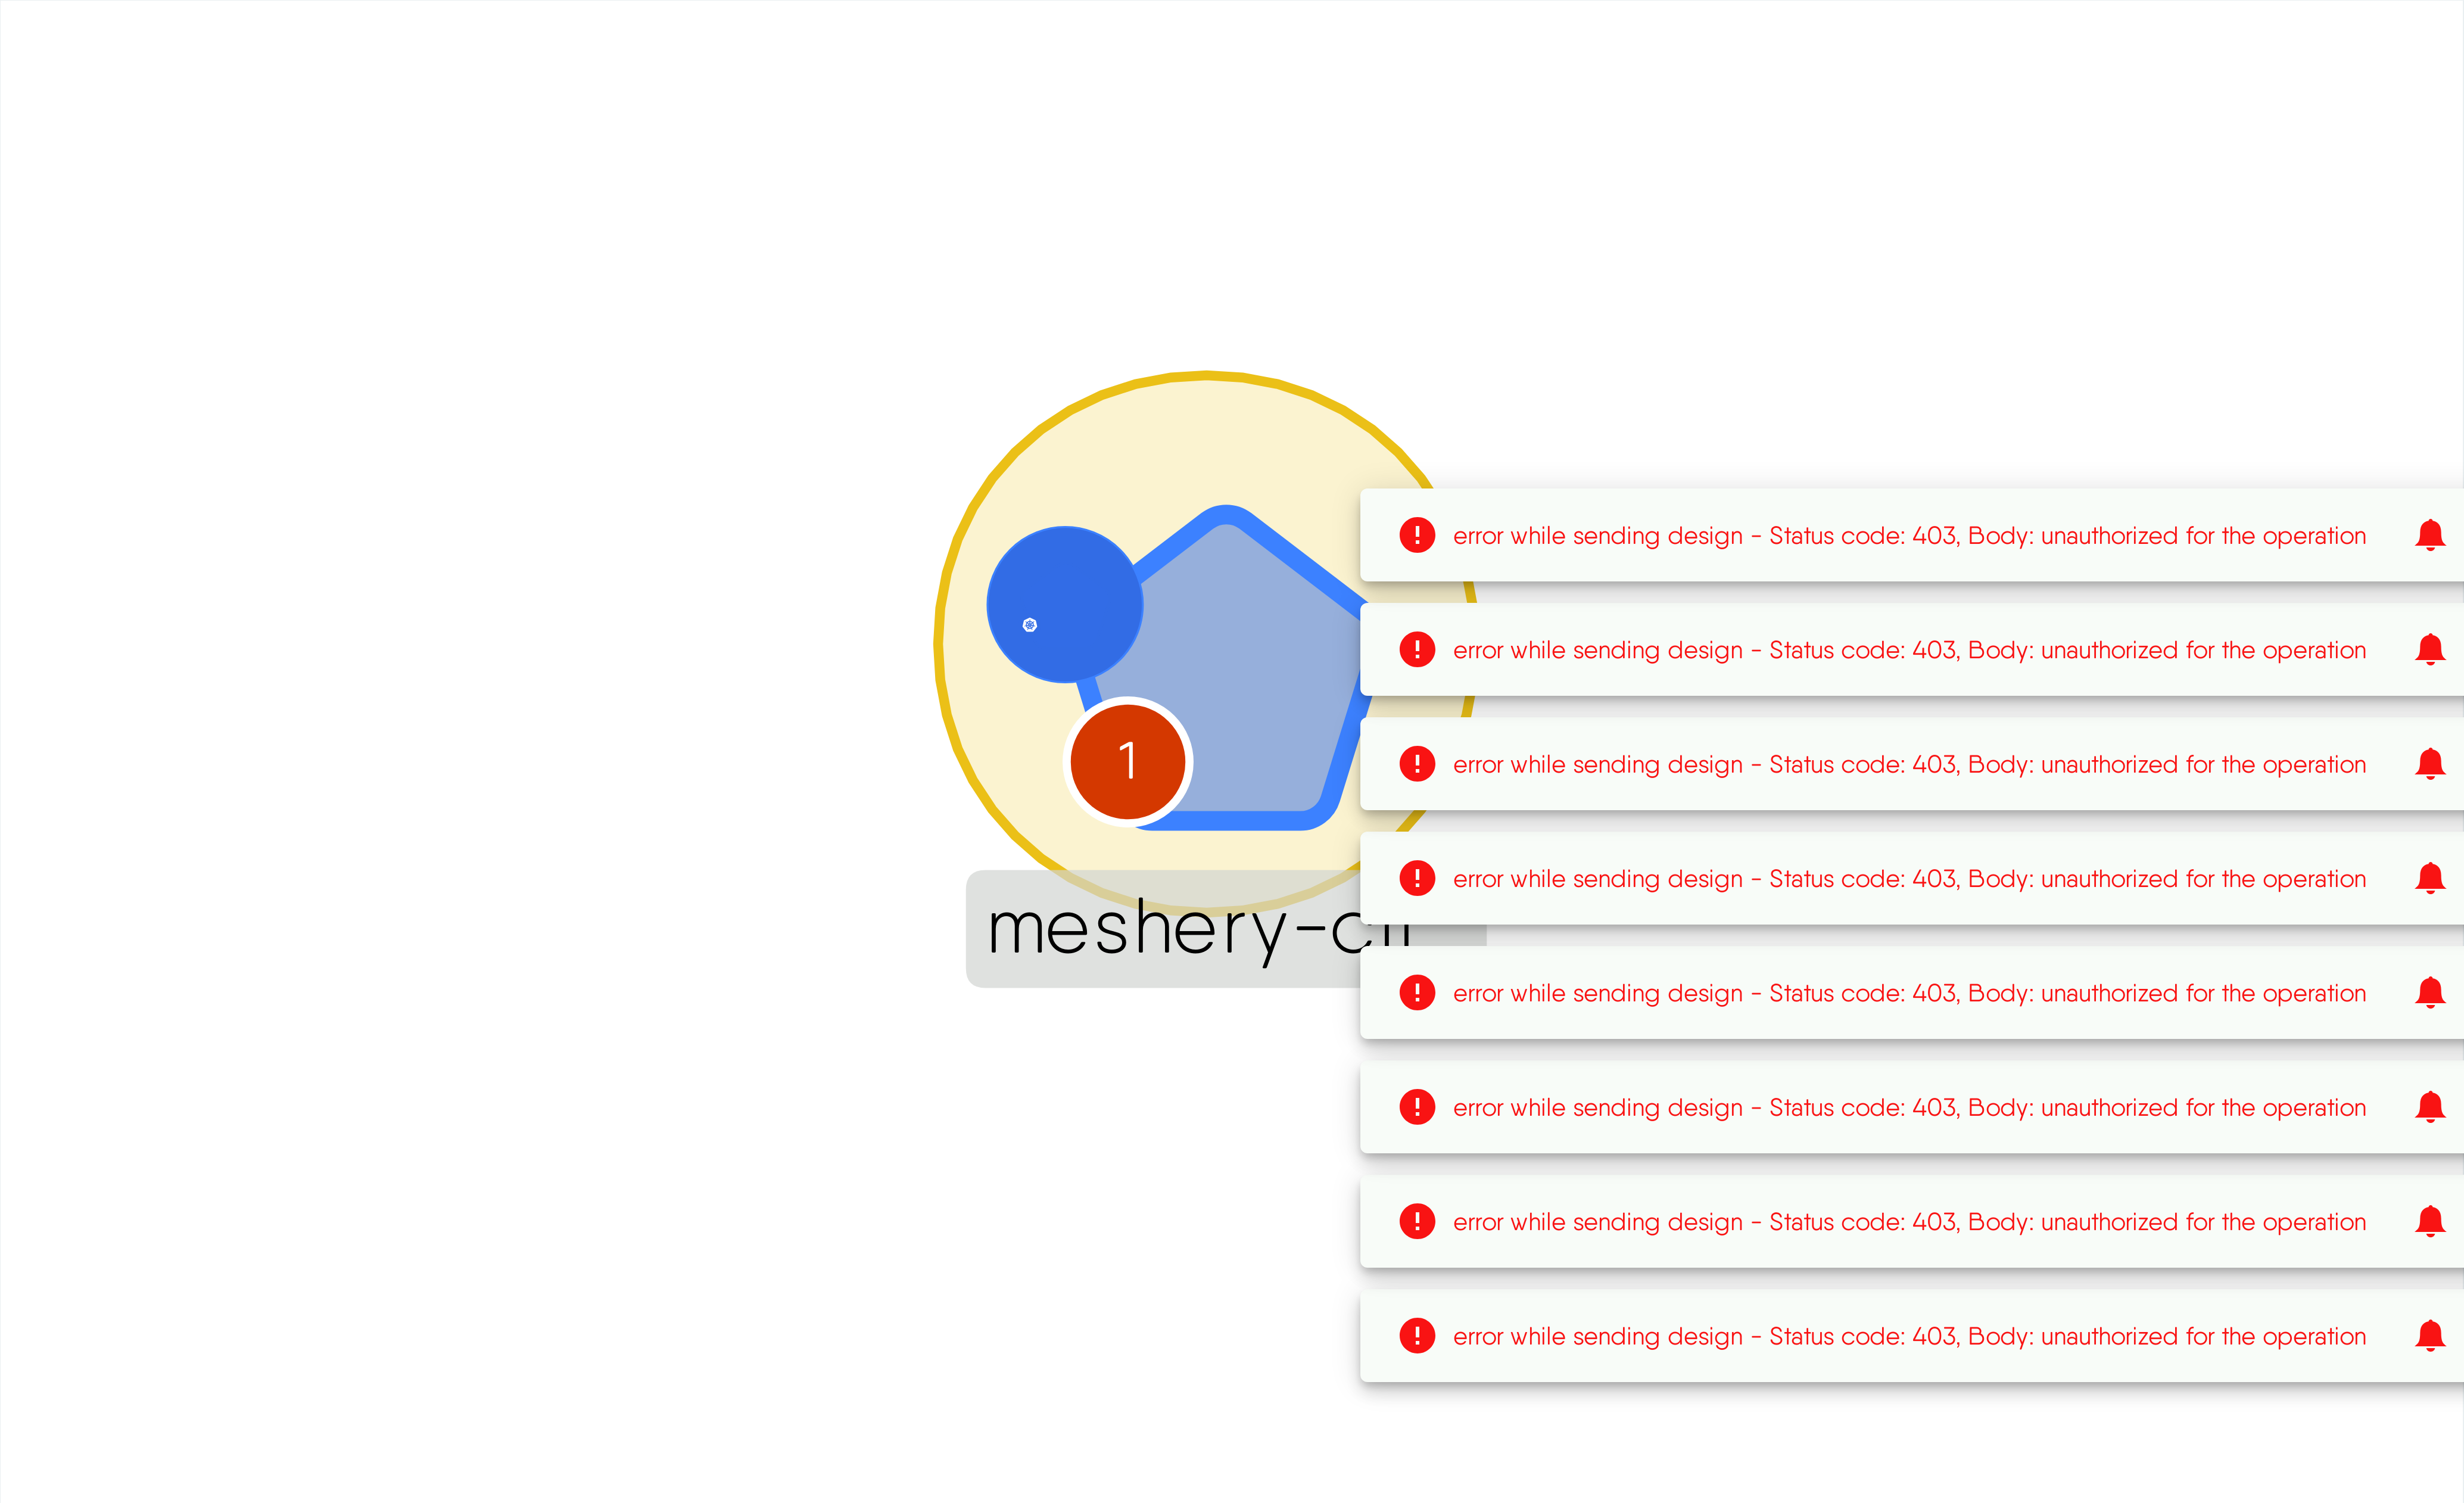 error while sending design - Status code: 403, Body: unauthorized for the operation
error while sending design - Status code: 403, Body: unauthorized for the operation
error while sending design - Status code: 403, Body: unauthorized for the operation
1
error while sending design - Status code: 403, Body: unauthorized for the operation
meshery-
error while sending design - Status code: 403, Body: unauthorized for the operation
error while sending design - Status code: 403, Body: unauthorized for the operation
error while sending design - Status code: 403, Body: unauthorized for the operation
error while sending design - Status code: 403, Body: unauthorized for the operation